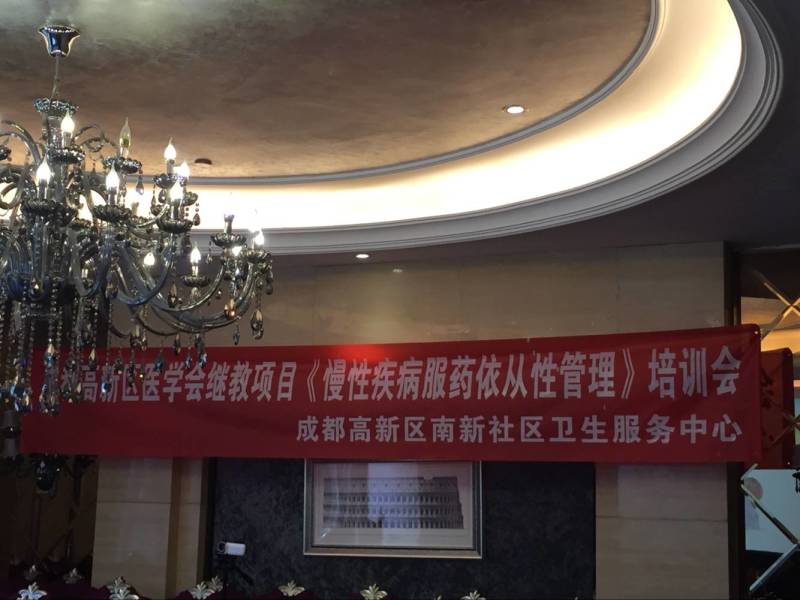 都高新区医学会继教项目《慢性疾病服药依从性管理》培训会
成都高新区南新社区卫生服务中心